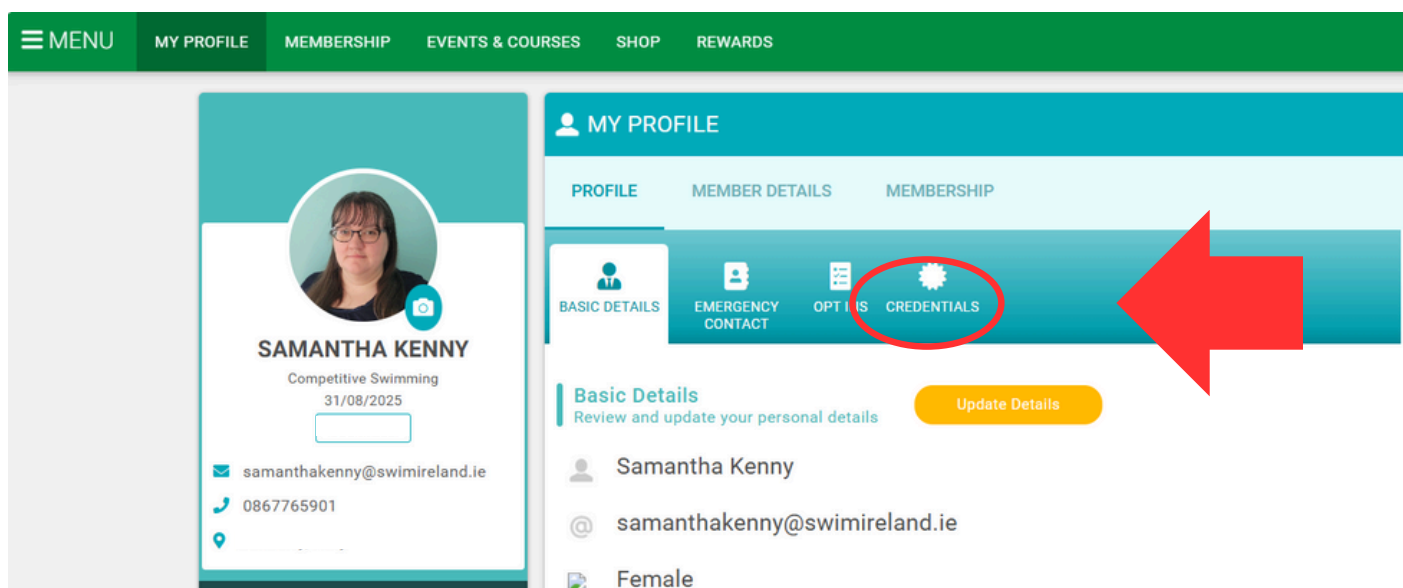 MENU
MY PROFILE
MEMBERSHIP
EVENTS & COURSES
SHOP
REWARDS
SAMANTHA KENNY
Competitive Swimming
31/08/2025
samanthakenny@swimireland.ie
0867765901
MY PROFILE
PROFILE
MEMBER DETAILS
MEMBERSHIP
BASIC DETAILS
EMERGENCY
CONTACT
OPT INS
CREDENTIALS
Basic Details
Review and update your personal details
Update Details
Samantha Kenny
@
samanthakenny@swimireland.ie
Female